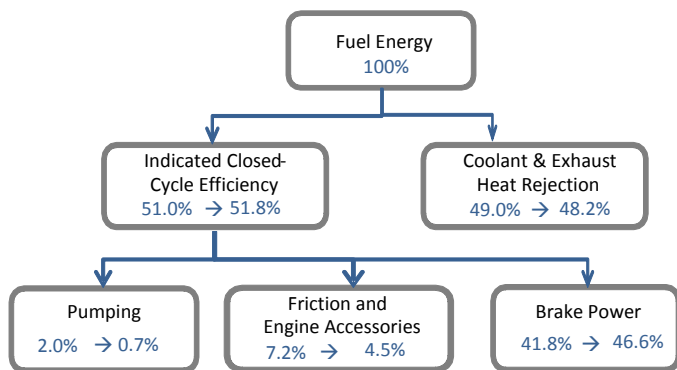 Fuel Energy
100%
Indicated Closed-
Cycle Efficiency
51.0% → 51.8%
Coolant & Exhaust
Heat Rejection
49.0% → 48.2%
Pumping
2.0% → 0.7%
Friction and
Engine Accessories
7.2% → 4.5%
Brake Power
41.8% → 46.6%